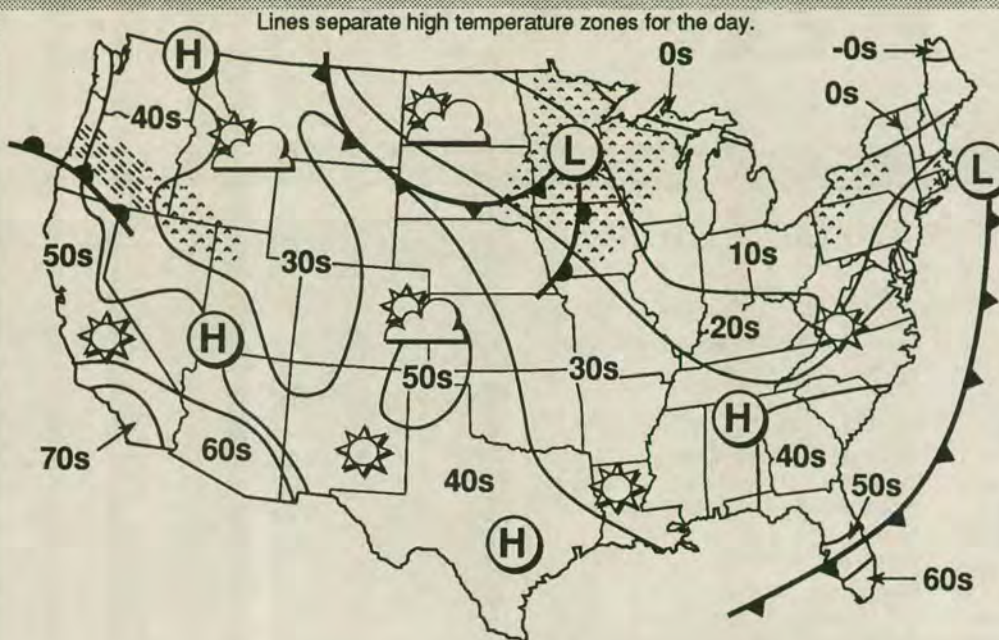 Lines separate high temperature zones for the day.
H
0s
-0s
0s
40s
L
L
50s
30s
10s
H
20s
50s
30s
H
70s
60s
40s
40s
50s
H
60s